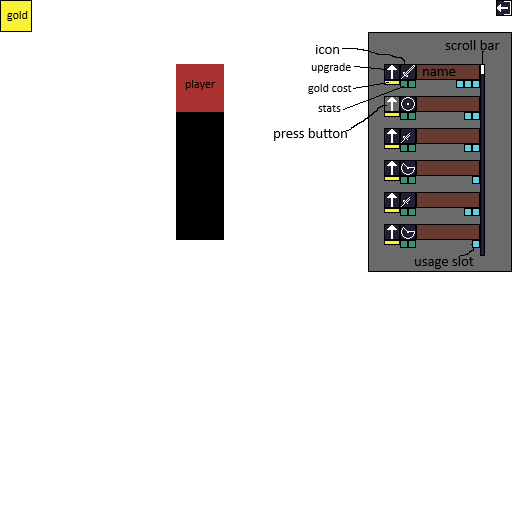 gold
scroll bar
icon
upgrade
name
player
gold cost
stats
press button
usage slot